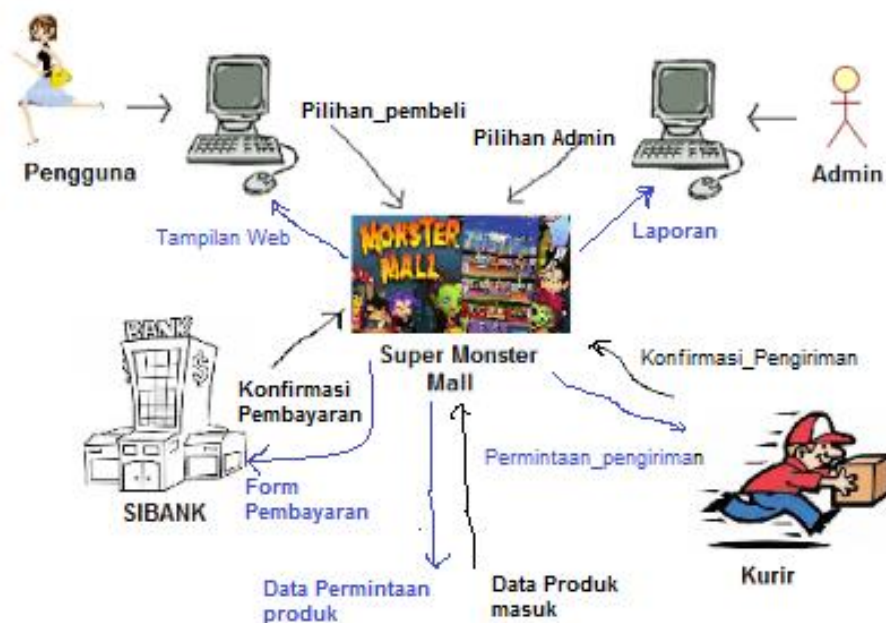 Pengguna
Pilihan_pembeli
Pilihan Admin
Admin
Tampilan Web
MONSTER
MALL
Laporan
BANK
$
Super Monster
Mall
Konfirmasi
Pembayaran
Konfirmasi_Pengiriman
SIBANK
Form
Pembayaran
Permintaan_pengiriman
Kurir
Data Permintaan
produk
Data Produk
masuk